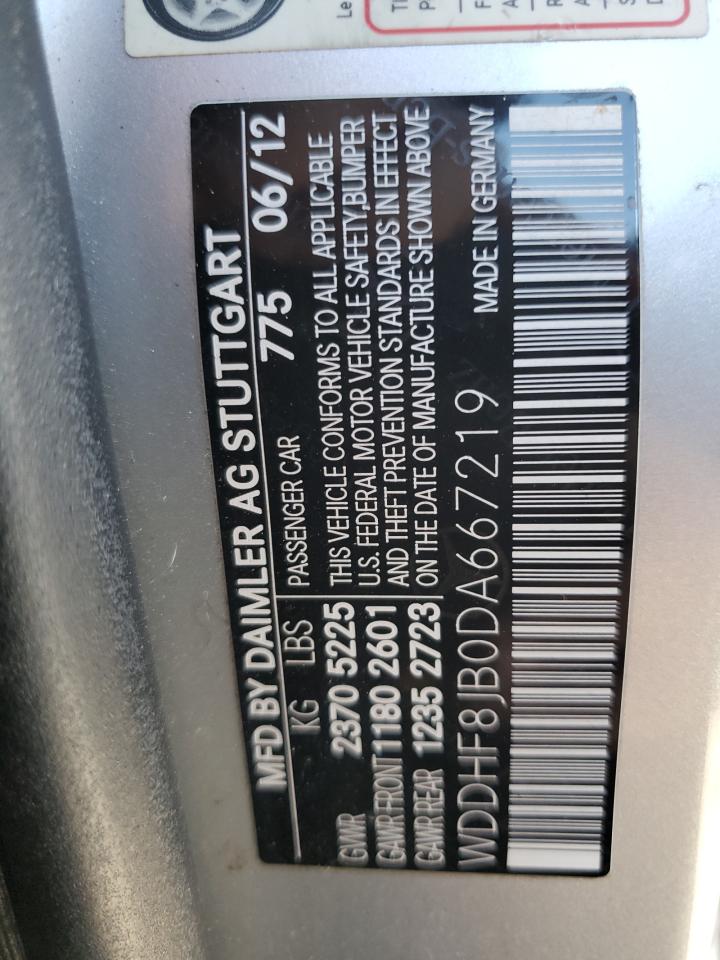 Le
MFD BY DAIMLER AG STUTTGART
775 06/12
KG LBS PASSENGER CAR
GWR 2370 5225 THIS VEHICLE CONFORMS TO ALL APPLICABLE
GAWR FRONT 1180 2601 U.S. FEDERAL MOTOR VEHICLE SAFETY,BUMPER
AND THEFT PREVENTION STANDARDS IN EFFECT
GAWR REAR 1235 2723 ON THE DATE OF MANUFACTURE SHOWN ABOVE
WDDHF8JB0DA667219 MADE IN GERMANY